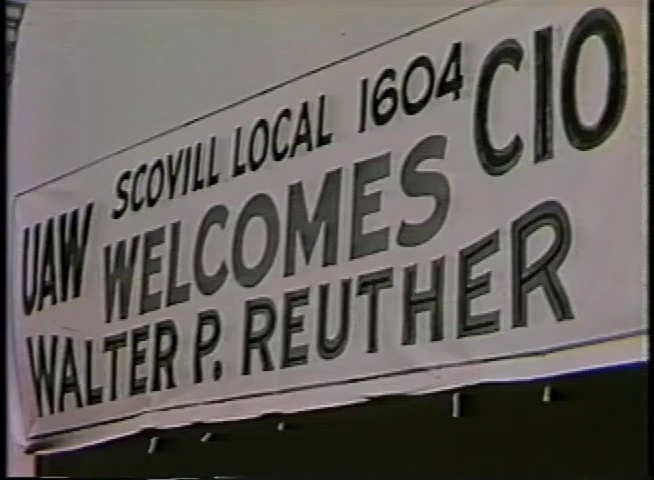 SCOVILL LOCAL 1604
UAW WELCOMES CIO
WALTER P. REUTHER